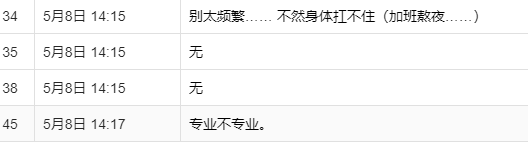 34 5月8日 14:15 别太频繁…… 不然身体扛不住（加班熬夜……）
35 5月8日 14:15 无
38 5月8日 14:15 无
45 5月8日 14:17 专业不专业。